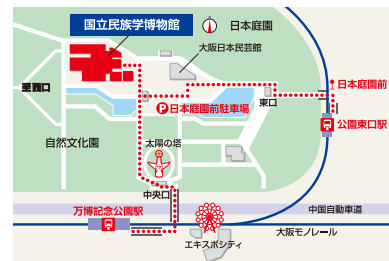 国立民族学博物館
日本庭園
大阪日本民芸館
至西口
日本庭園前
東口
P日本庭園前駐車場
公園東口駅
自然文化園
太陽の塔
中央口
万博記念公園駅
中国自動車道
大阪モノレール
エキスポシティ